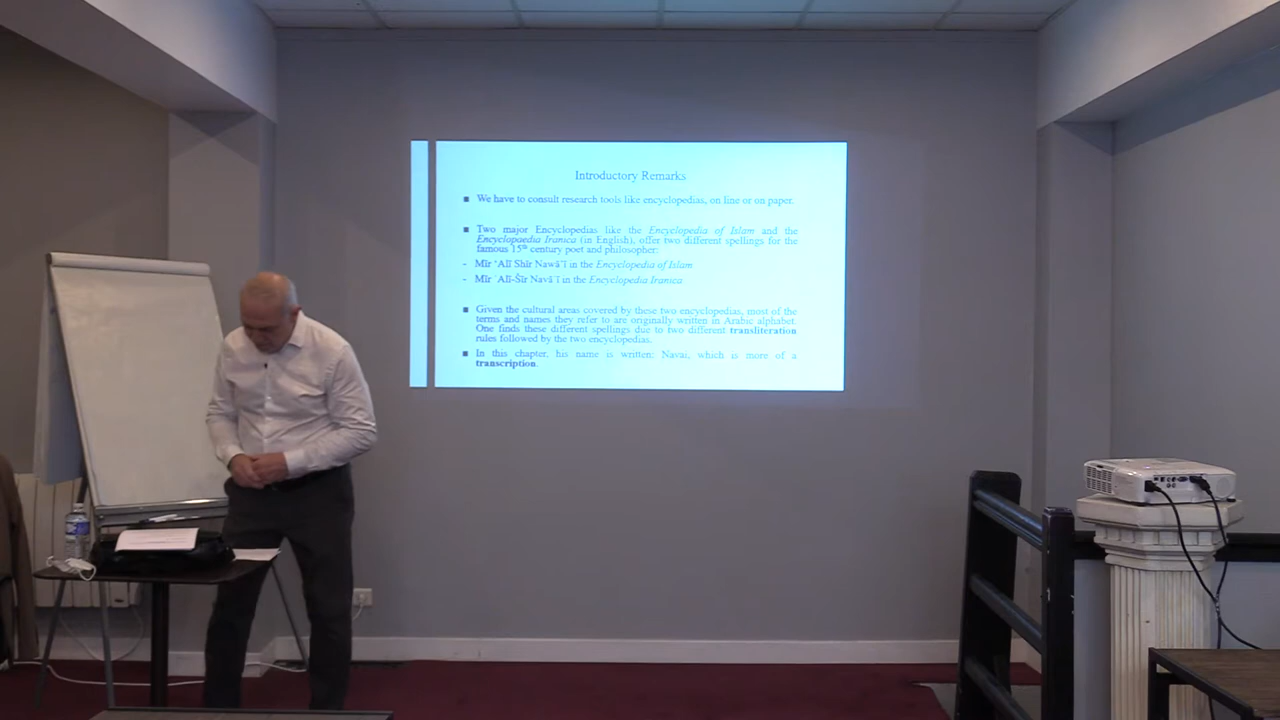 Introductory Remarks
■ We have to consult research tools like encyclopedias, on line or on paper.
■ Two major Encyclopedias like the Encyclopedia of Islam and the
Encyclopaedia Iranica (in English), offer two different spellings for the
famous 15th century poet and philosopher:
- Mīr ʿAlī Shīr Nawāʾī in the Encyclopedia of Islam
- Mīr ʿAlī-Šīr Navāʾī in the Encyclopedia Iranica
■ Given the cultural areas covered by these two encyclopedias, most of the
terms and names they refer to are originally written in Arabic alphabet.
One finds these different spellings due to two different transliteration
rules followed by the two encyclopedias.
■ In this chapter, his name is written: Navai, which is more of a
transcription.